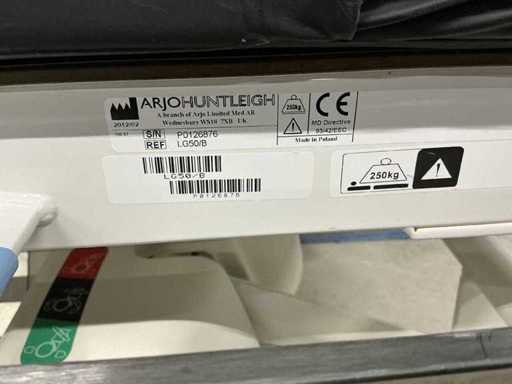 ARJOHUNTLEIGH
A branch of Arjo Limited Med AB
Wednesbury WS10 7XB UK
2012/02
S/N P0126876
REF LG50/B
250kg
CE
MD Directive
93/42/EEC
Made in Poland
LG50/B
P0126876
250kg